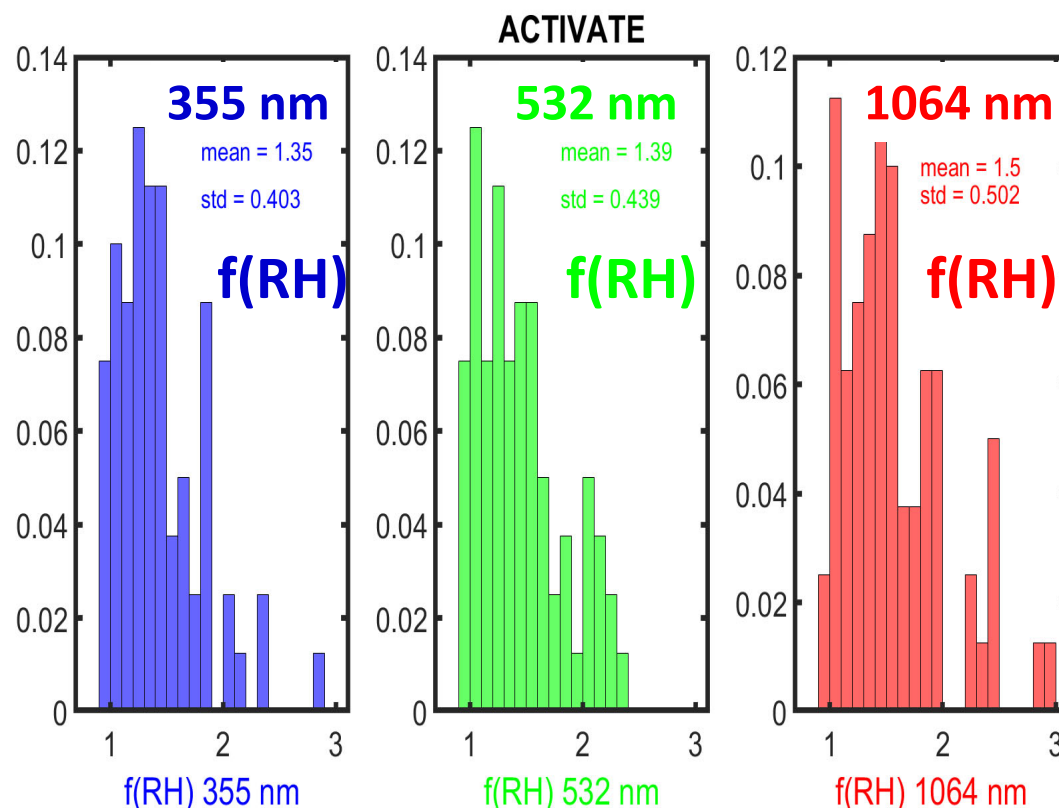 ACTIVATE
0.14
0.12
0.1
0.08
0.06
0.04
0.02
0
355 nm
mean = 1.35
std = 0.403
f(RH)
1 2 3
f(RH) 355 nm
0.14
0.12
0.1
0.08
0.06
0.04
0.02
0
532 nm
mean = 1.39
std = 0.439
f(RH)
1 2 3
f(RH) 532 nm
0.12
0.1
0.08
0.06
0.04
0.02
0
1064 nm
mean = 1.5
std = 0.502
f(RH)
1 2 3
f(RH) 1064 nm